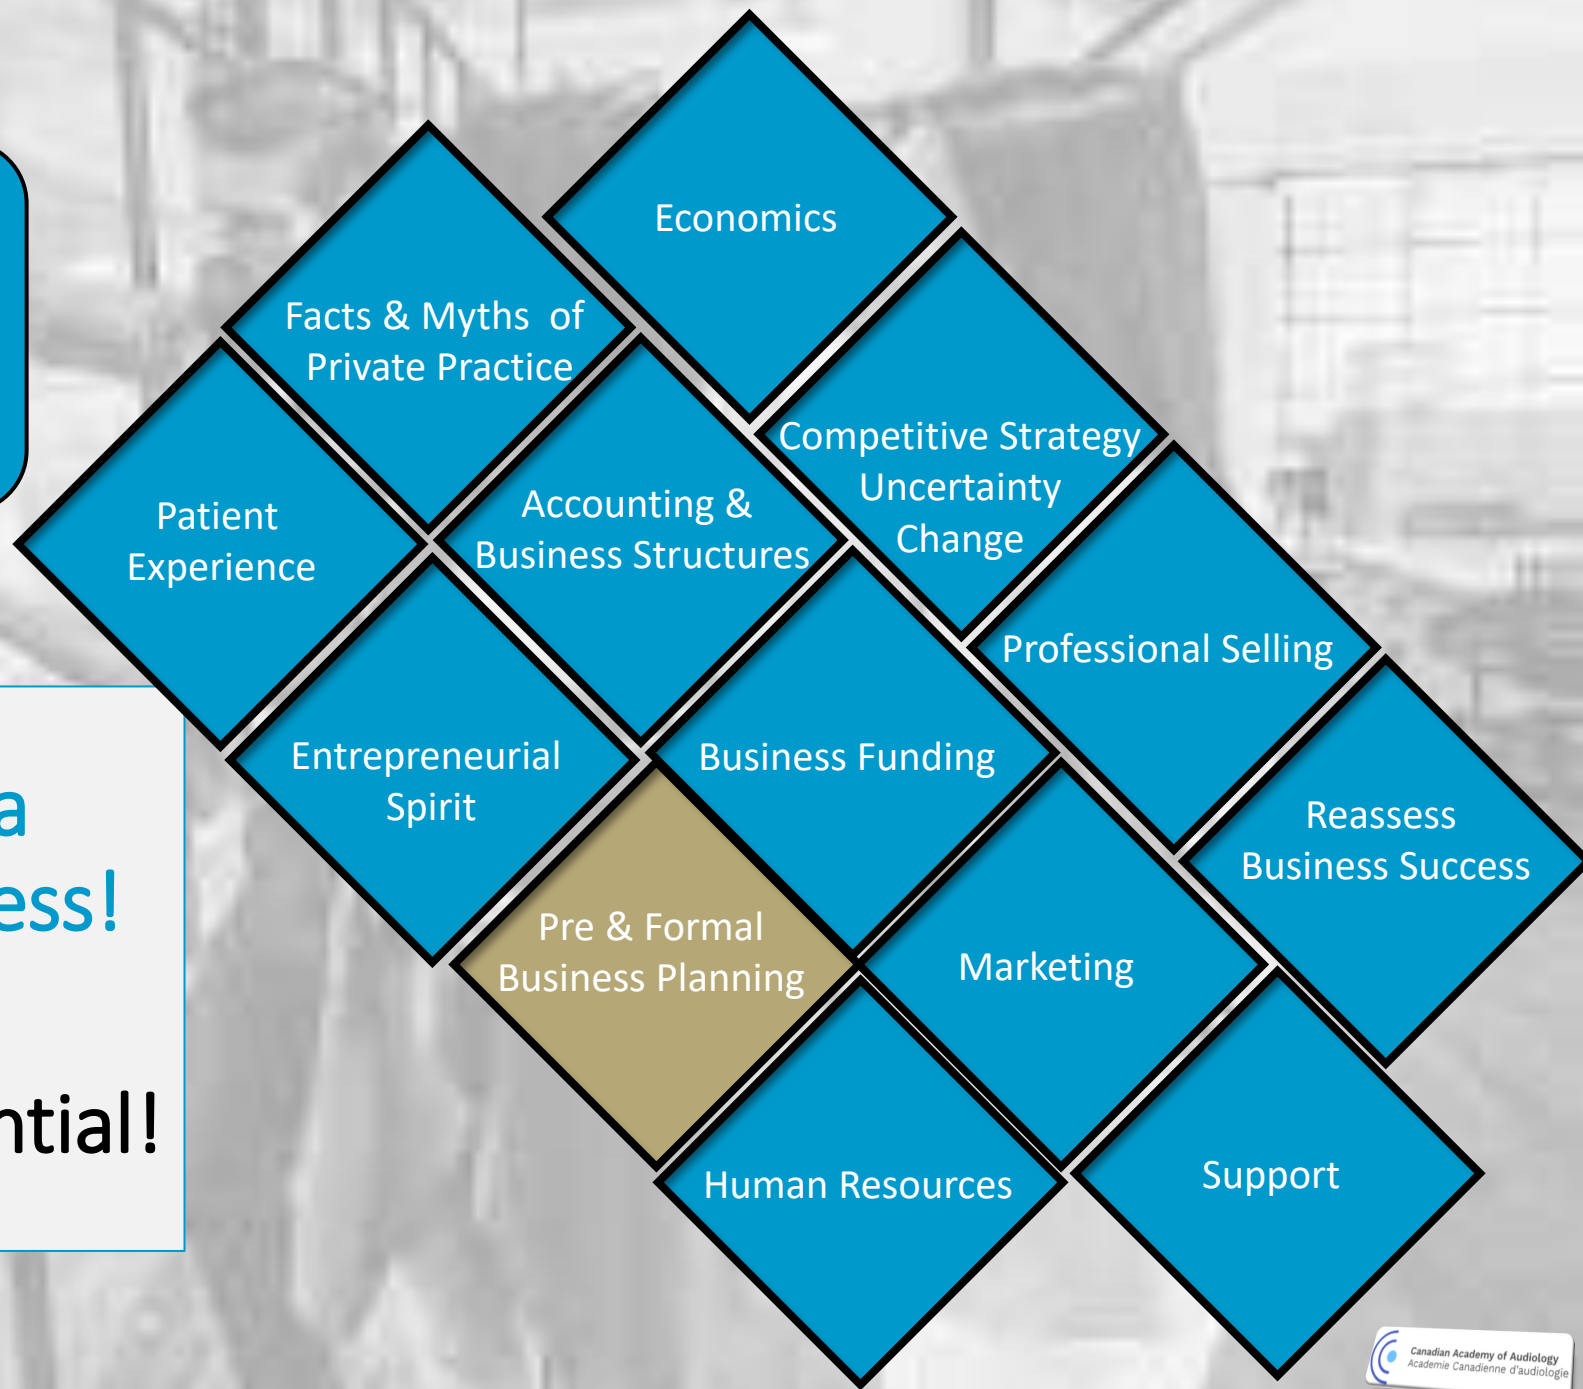 Economics
Facts & Myths of
Private Practice
Competitive Strategy
Uncertainty
Change
Patient
Experience
Accounting &
Business Structures
Professional Selling
Entrepreneurial
Spirit
Business Funding
Reassess
Business Success
a
ess!
ntial!
Pre & Formal
Business Planning
Marketing
Human Resources
Support
Canadian Academy of Audiology
Academie Canadienne d'audiologie